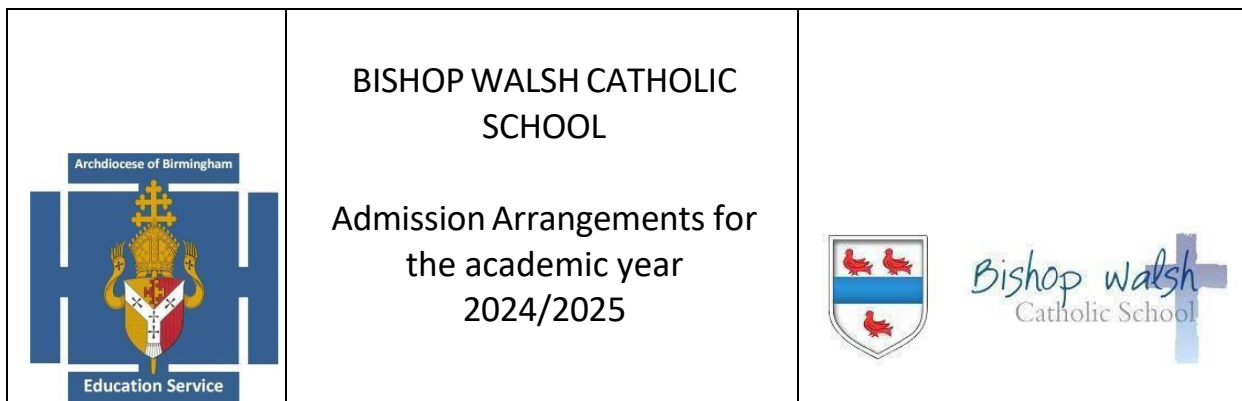 Archdiocese of Birmingham
Education Service
BISHOP WALSH CATHOLIC
SCHOOL
Admission Arrangements for
the academic year
2024/2025
Bishop Walsh
Catholic School